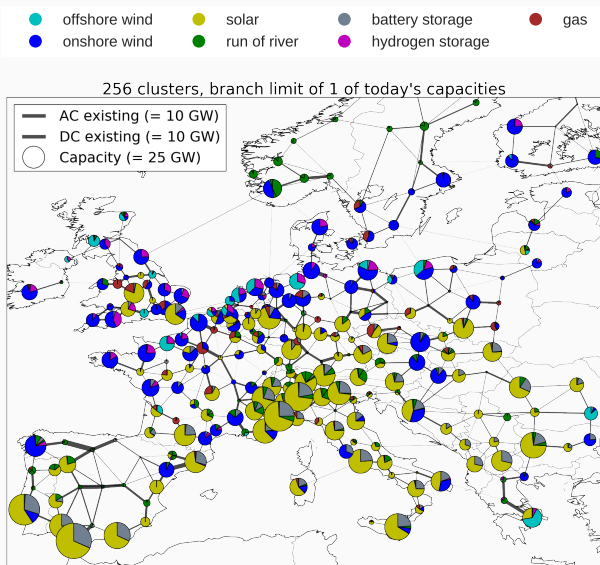 offshore wind solar battery storage gas
onshore wind run of river hydrogen storage
256 clusters, branch limit of 1 of today's capacities
AC existing (= 10 GW)
DC existing (= 10 GW)
Capacity (= 25 GW)